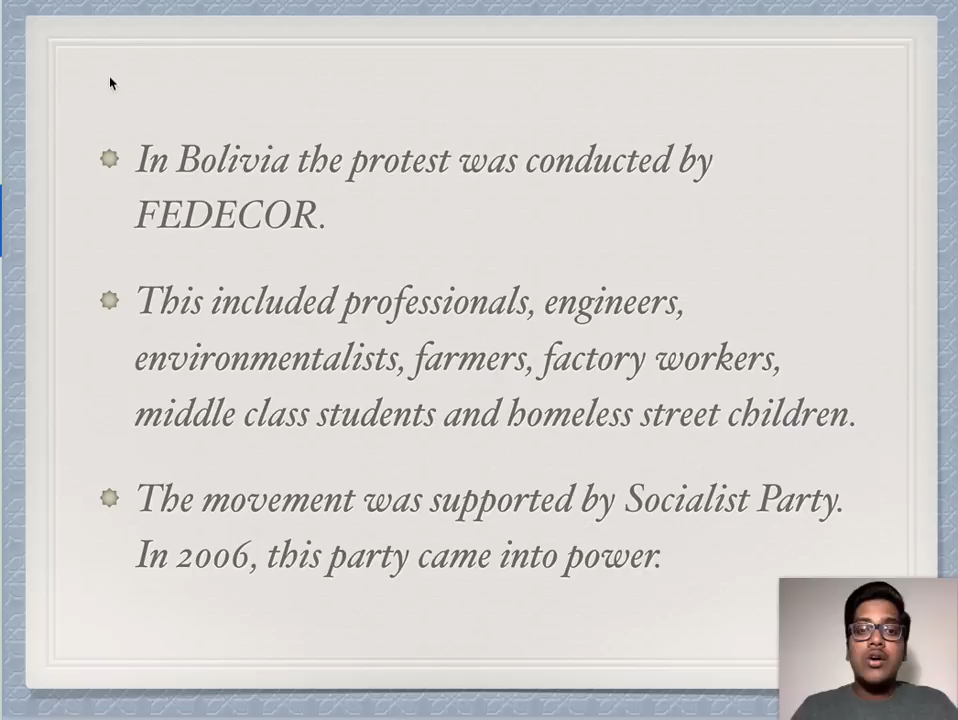 In Bolivia the protest was conducted by
FEDECOR.
This included professionals, engineers,
environmentalists, farmers, factory workers,
middle class students and homeless street children.
The movement was supported by Socialist Party.
In 2006, this party came into power.